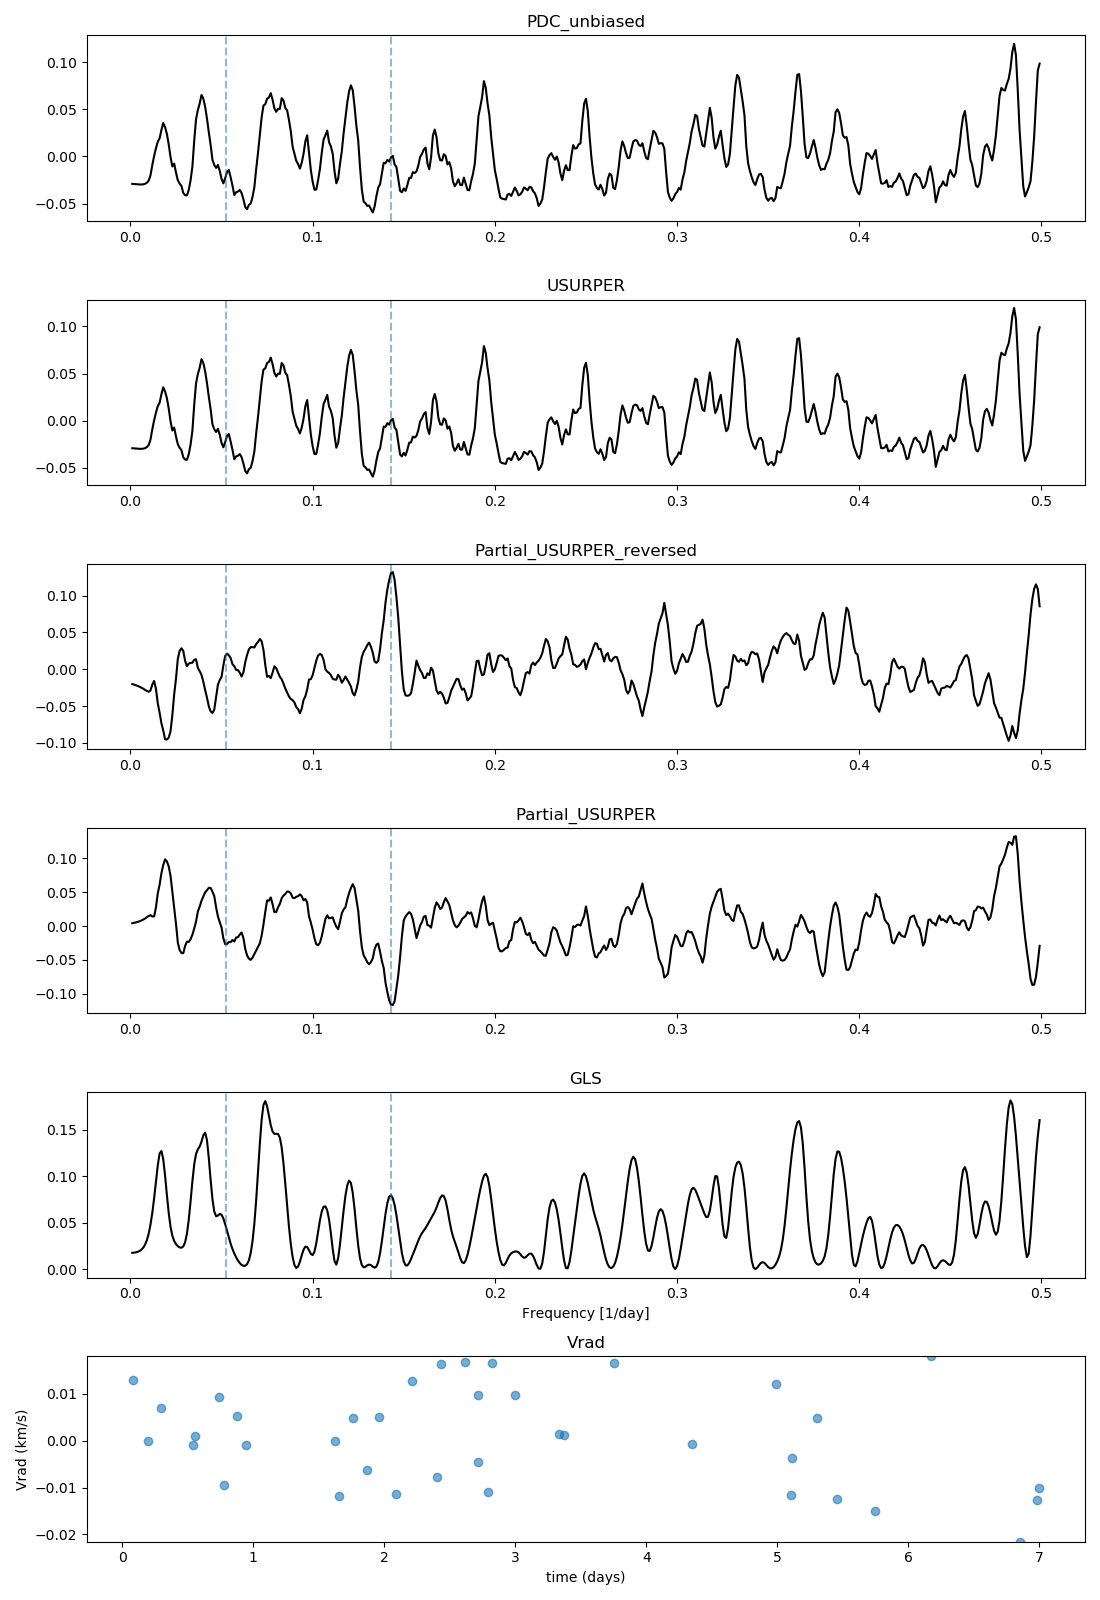 PDC_unbiased
0.10
0.05
0.00
−0.05
0.0 0.1 0.2 0.3 0.4 0.5
USURPER
0.10
0.05
0.00
−0.05
0.0 0.1 0.2 0.3 0.4 0.5
Partial_USURPER_reversed
0.10
0.05
0.00
−0.05
−0.10
0.0 0.1 0.2 0.3 0.4 0.5
Partial_USURPER
0.10
0.05
0.00
−0.05
−0.10
0.0 0.1 0.2 0.3 0.4 0.5
GLS
0.15
0.10
0.05
0.00
0.0 0.1 0.2 0.3 0.4 0.5
Frequency [1/day]
Vrad
Vrad (km/s)
0.01
0.00
−0.01
−0.02
0 1 2 3 4 5 6 7
time (days)